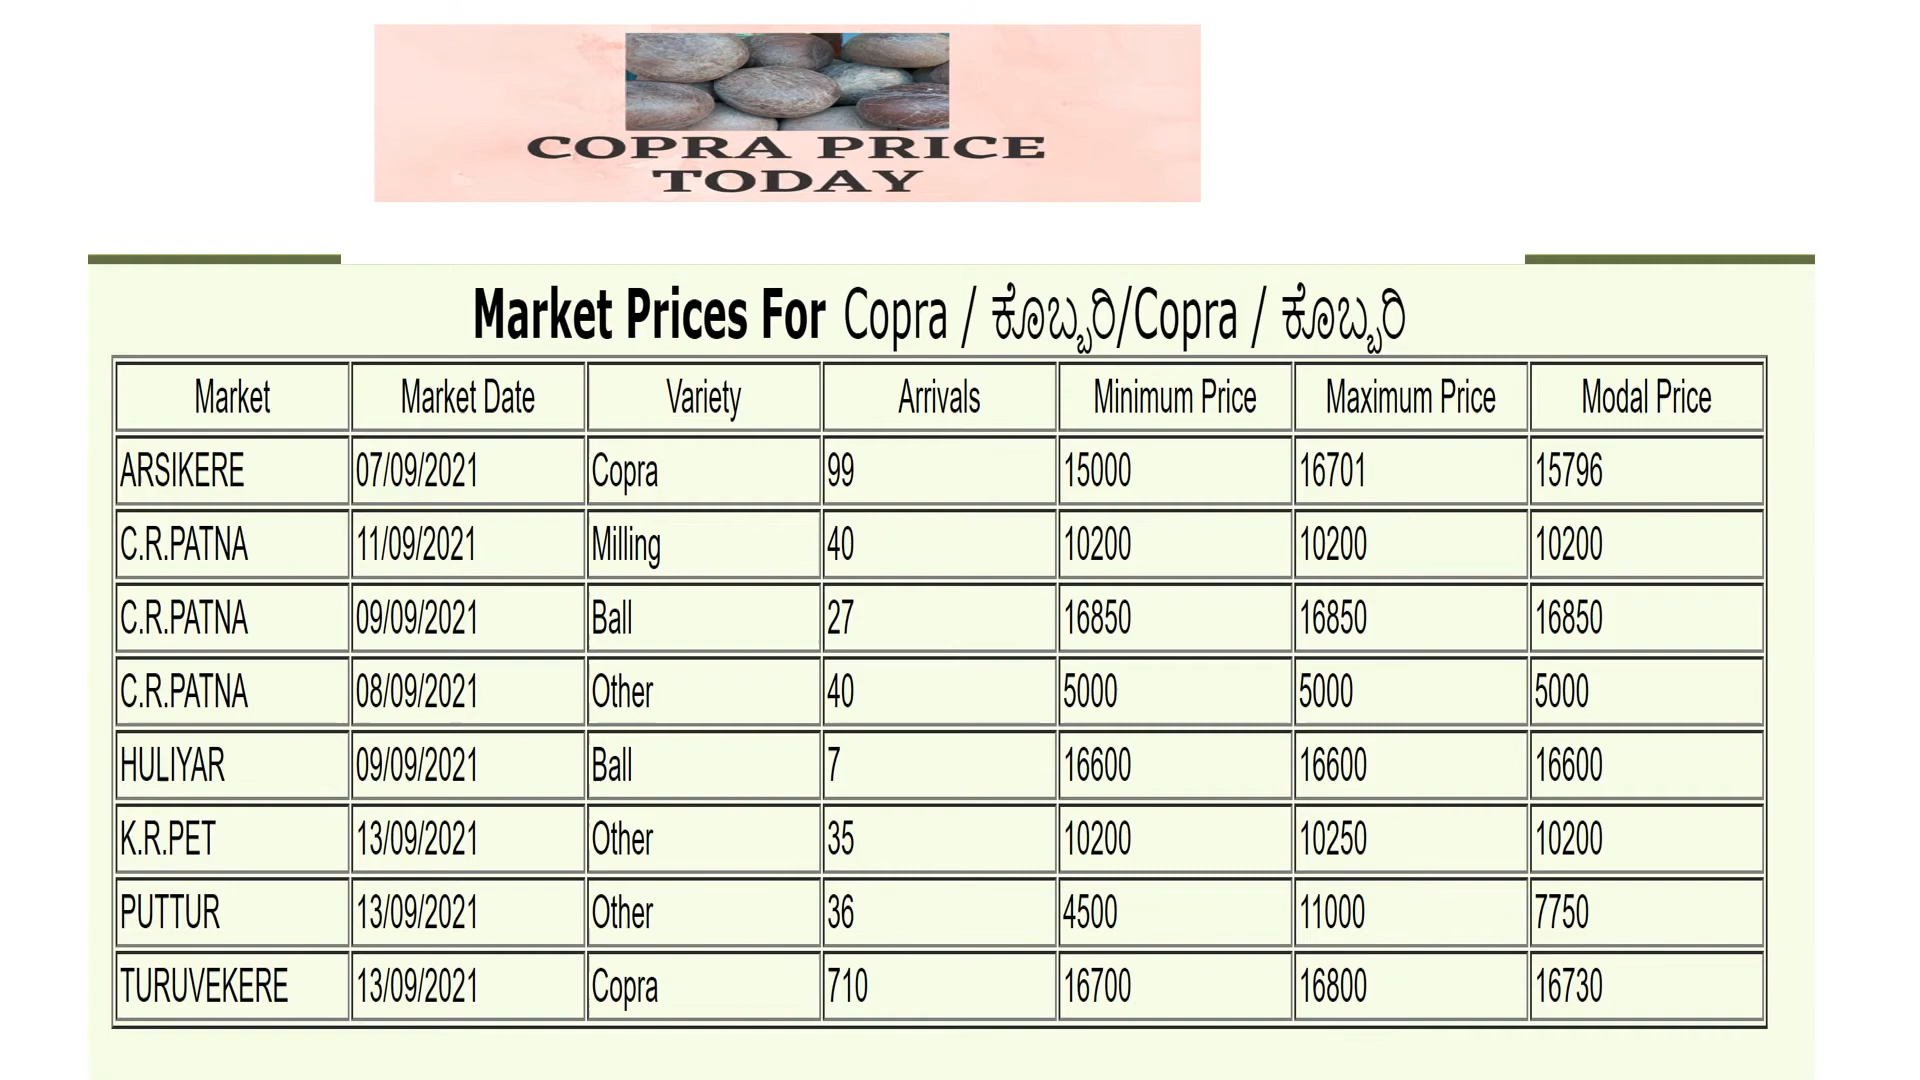 COPRA PRICE
TODAY
Market Prices For Copra / ಕೊಬ್ಬರಿ/Copra / ಕೊಬ್ಬರಿ
Market Market Date Variety Arrivals Minimum Price Maximum Price Modal Price
ARSIKERE 07/09/2021 Copra 99 15000 16701 15796
C.R.PATNA 11/09/2021 Milling 40 10200 10200 10200
C.R.PATNA 09/09/2021 Ball 27 16850 16850 16850
C.R.PATNA 08/09/2021 Other 40 5000 5000 5000
HULIYAR 09/09/2021 Ball 7 16600 16600 16600
K.R.PET 13/09/2021 Other 35 10200 10250 10200
PUTTUR 13/09/2021 Other 36 4500 11000 7750
TURUVEKERE 13/09/2021 Copra 710 16700 16800 16730